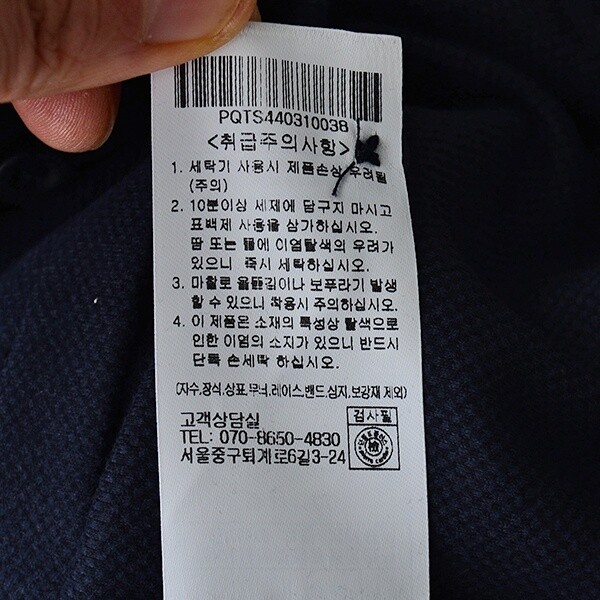 PQTS440310038
<취급주의사항>
1. 세탁기 사용시 제품손상 우려됨
(주의)
2. 10분이상 세제에 담구지 마시고
표백제 사용을 삼가하십시오.
땀 또는 물에 이염탈색의 우려가
있으니 즉시 세탁하십시오.
3. 마찰로 올뜯김이나 보푸라기 발생
할 수 있으니 착용시 주의하십시오.
4. 이 제품은 소재의 특성상 탈색으로
인한 이염의 소지가 있으니 반드시
단독 손세탁 하십시오.
(자수,장식,상표,무늬,레이스,밴드,심지,보강재 제외)
고객상담실
검사필
TEL: 070-8650-4830
서울중구퇴계로6길3-24